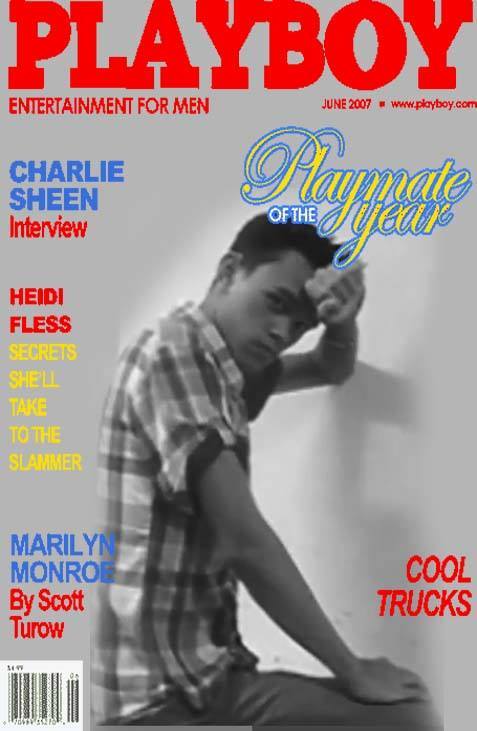 PLAYBOY
ENTERTAINMENT FOR MEN
JUNE 2007 ■ www.playboy.com
CHARLIE
SHEEN
Interview
Playmate
OF THE year
HEIDI
FLESS
SECRETS
SHE'LL
TAKE
TO THE
SLAMMER
MARILYN
MONROE
By Scott
Turow
COOL
TRUCKS